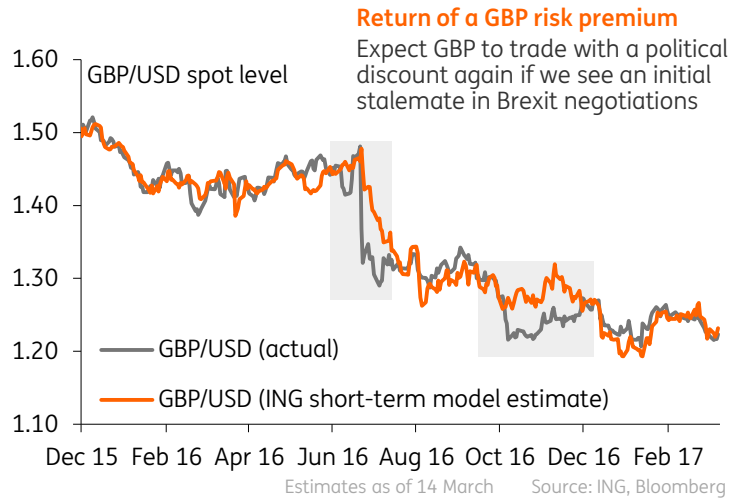 Return of a GBP risk premium
Expect GBP to trade with a political
discount again if we see an initial
stalemate in Brexit negotiations
GBP/USD spot level
1.60
1.50
1.40
1.30
1.20
1.10
GBP/USD (actual)
GBP/USD (ING short-term model estimate)
Dec 15 Feb 16 Apr 16 Jun 16 Aug 16 Oct 16 Dec 16 Feb 17
Estimates as of 14 March Source: ING, Bloomberg